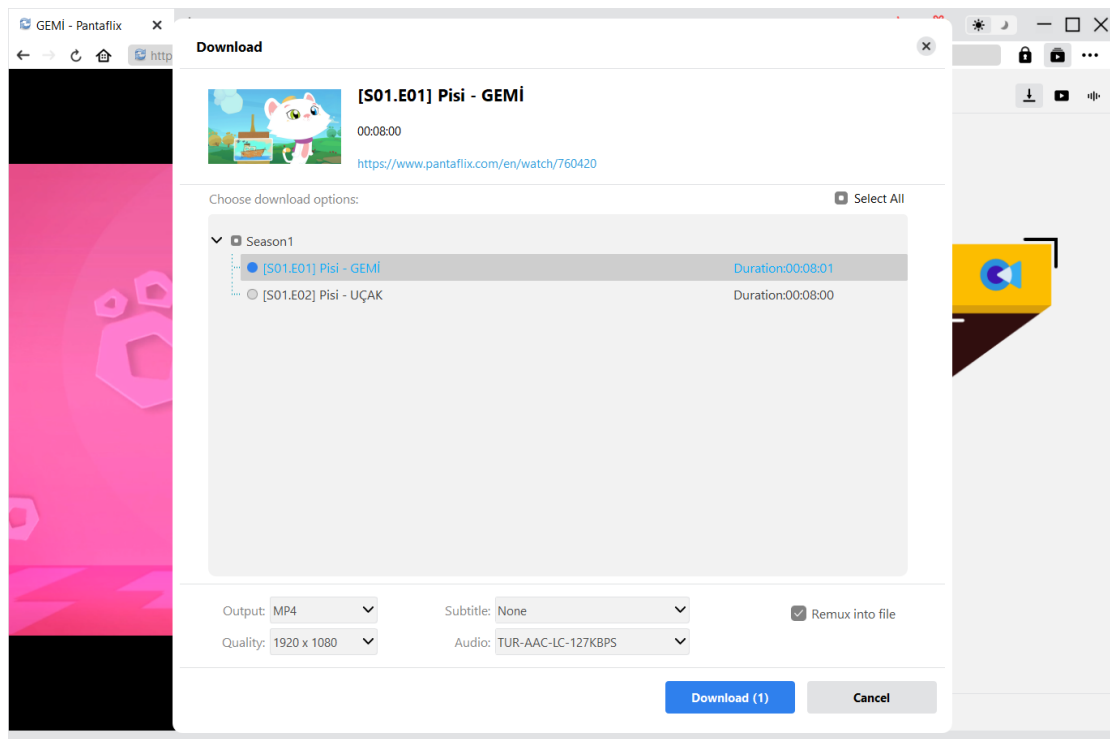 GEMİ - Pantaflix
http
Download
[S01.E01] Pisi - GEMİ
00:08:00
https://www.pantaflix.com/en/watch/760420
Choose download options:
Select All
Season1
[S01.E01] Pisi - GEMİ Duration:00:08:01
[S01.E02] Pisi - UÇAK Duration:00:08:00
Output: MP4 Subtitle: None Remux into file
Quality: 1920 x 1080 Audio: TUR-AAC-LC-127KBPS
Download (1) Cancel